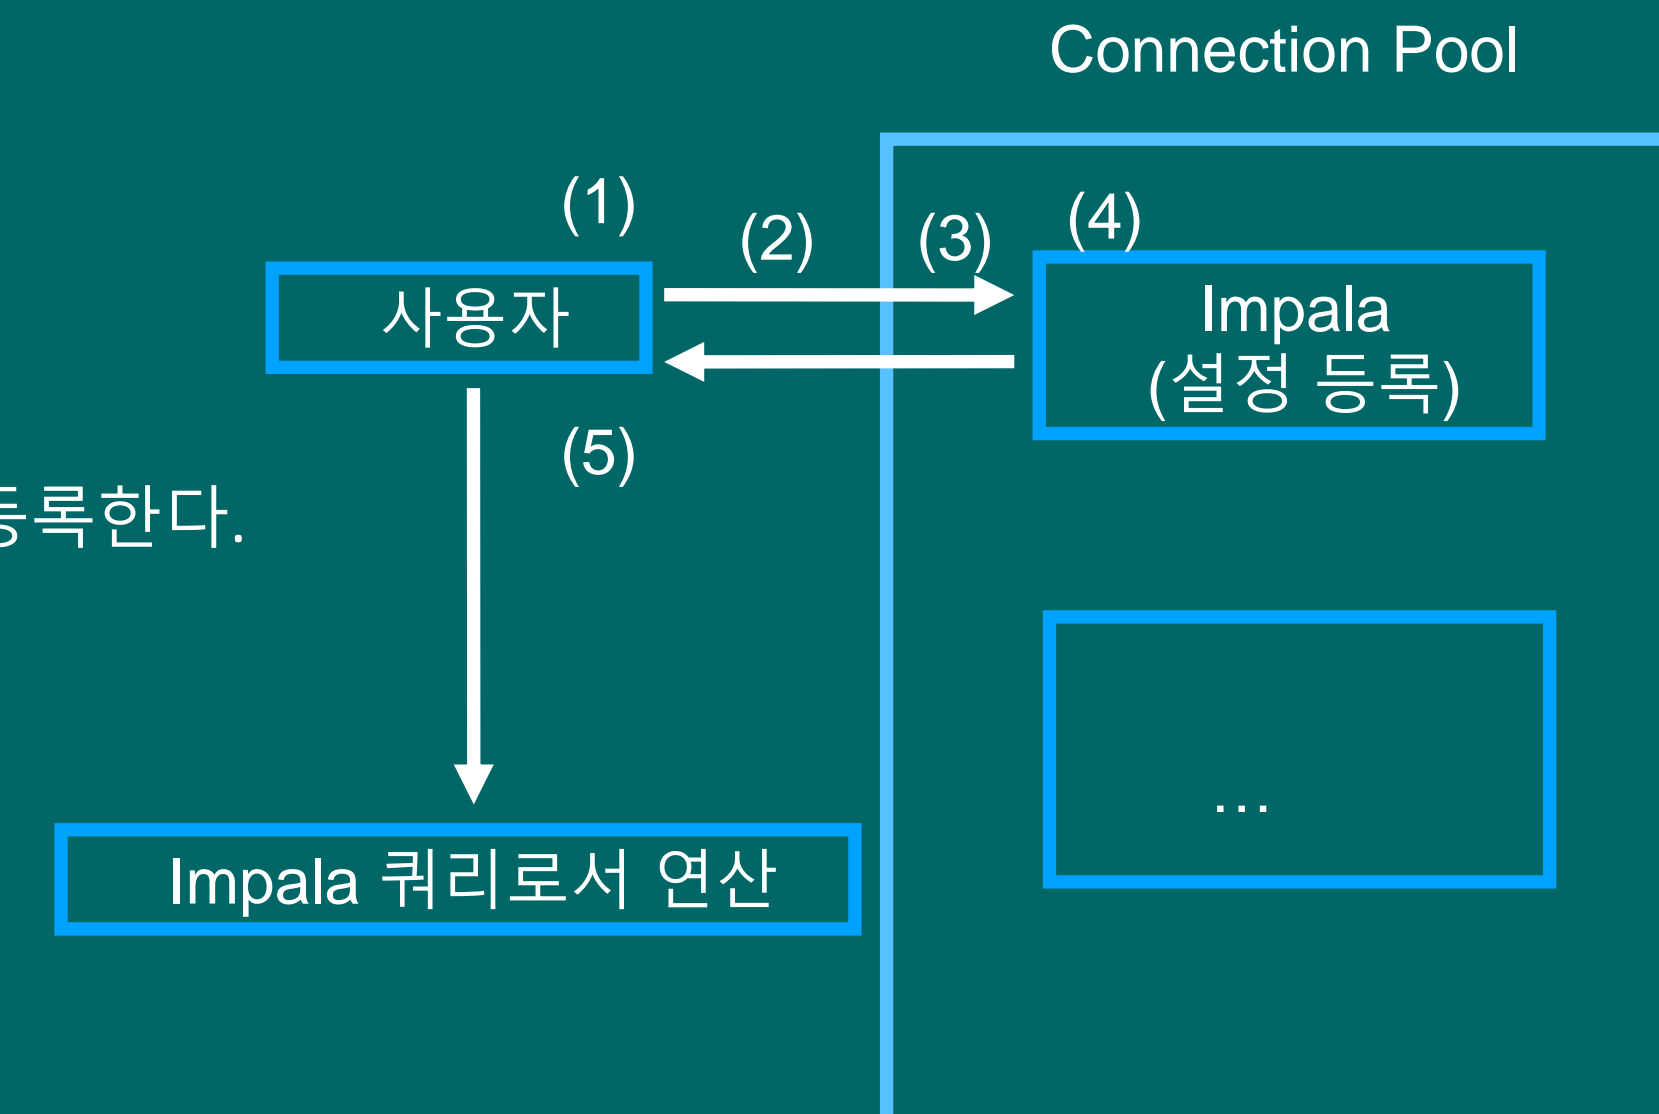 Connection Pool
(1)
(2)
(3)
(4)
사용자
Impala
(설정 등록)
(5)
등록한다.
…
Impala 쿼리로서 연산